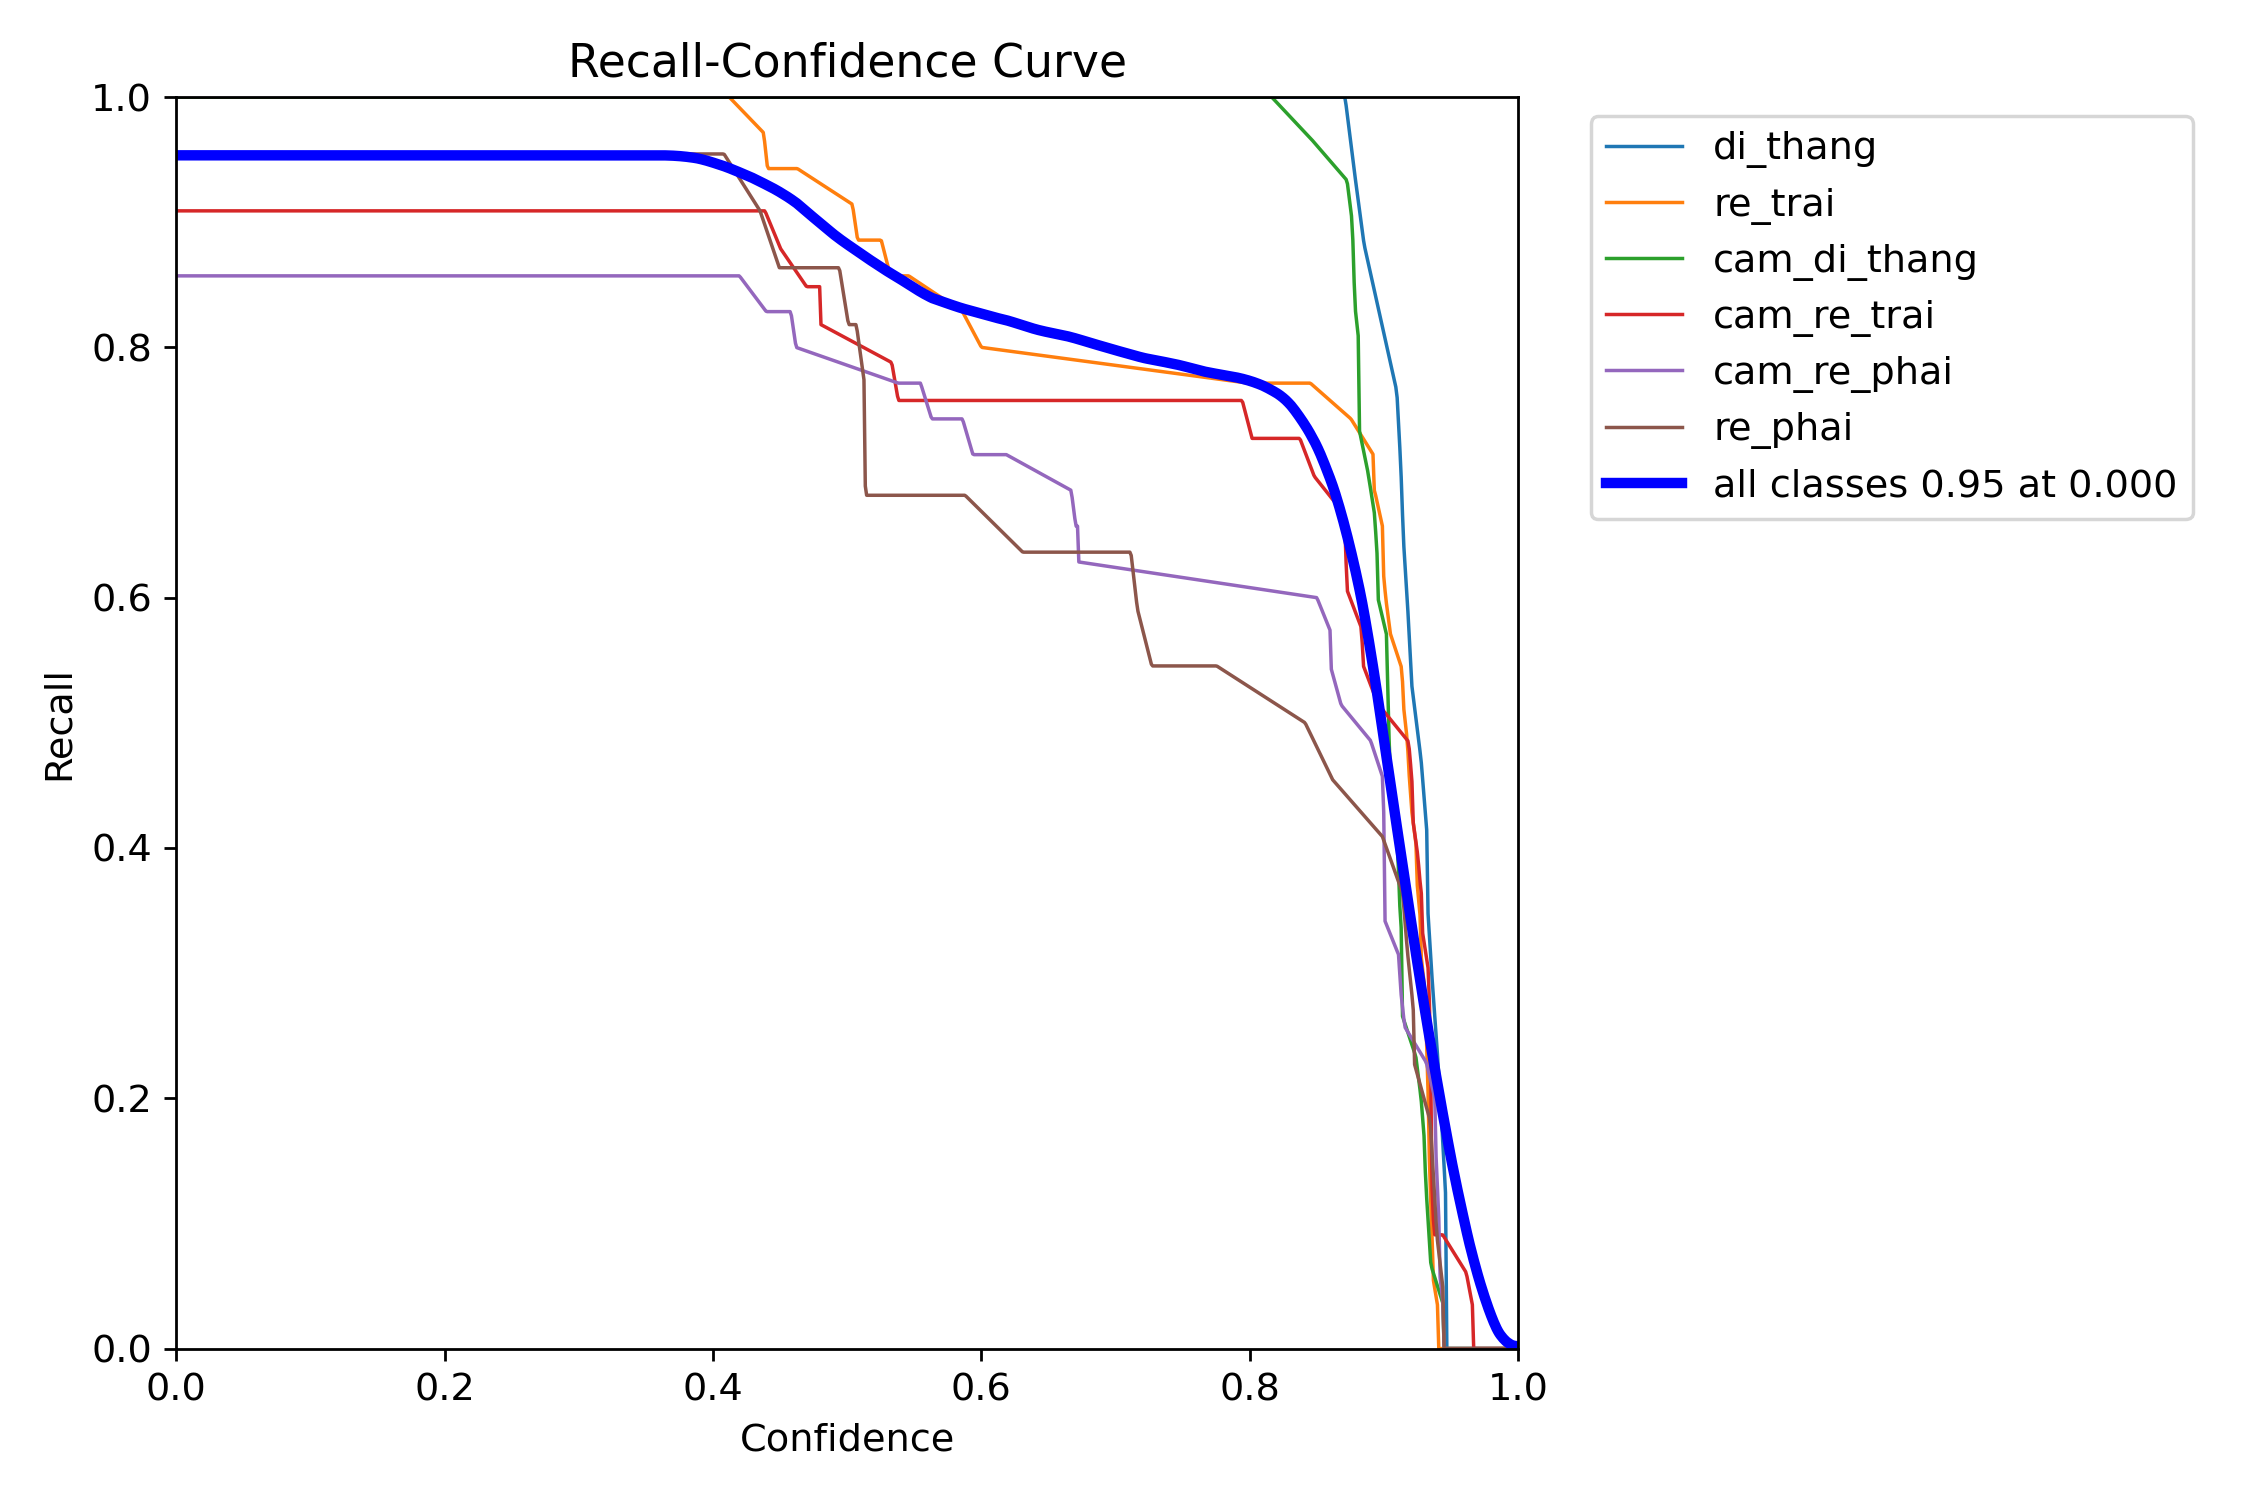 Recall-Confidence Curve
1.0
0.8
0.6
0.4
0.2
0.0
Recall
0.0 0.2 0.4 0.6 0.8 1.0
Confidence
di_thang
re_trai
cam_di_thang
cam_re_trai
cam_re_phai
re_phai
all classes 0.95 at 0.000